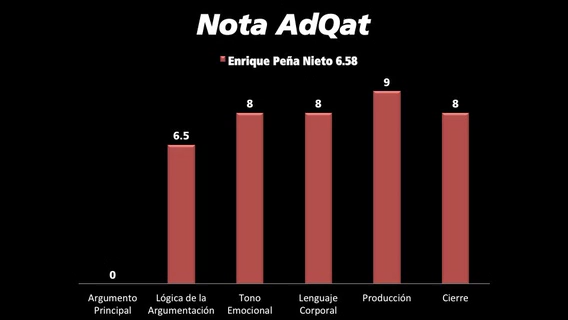 Nota AdQat
Enrique Peña Nieto 6.58
9
8
8
8
6.5
0
Argumento
Principal
Lógica de la
Argumentación
Tono
Emocional
Lenguaje
Corporal
Producción
Cierre